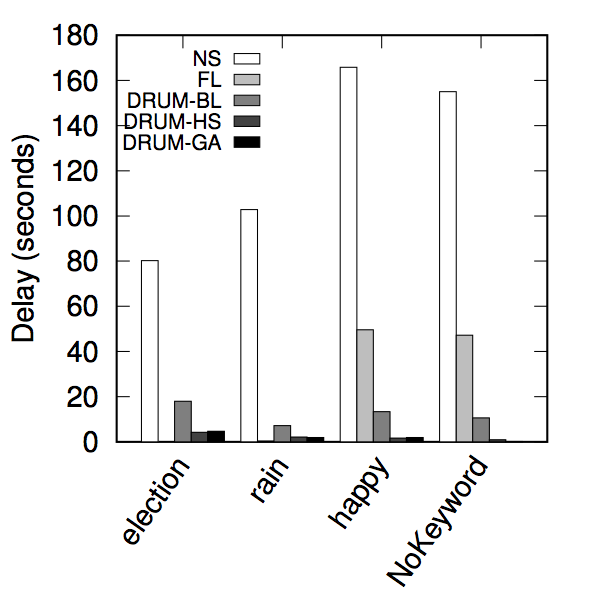 180
160
140
120
100
80
60
40
20
0
Delay (seconds)
NS
FL
DRUM-BL
DRUM-HS
DRUM-GA
election
rain
happy
NoKeyword